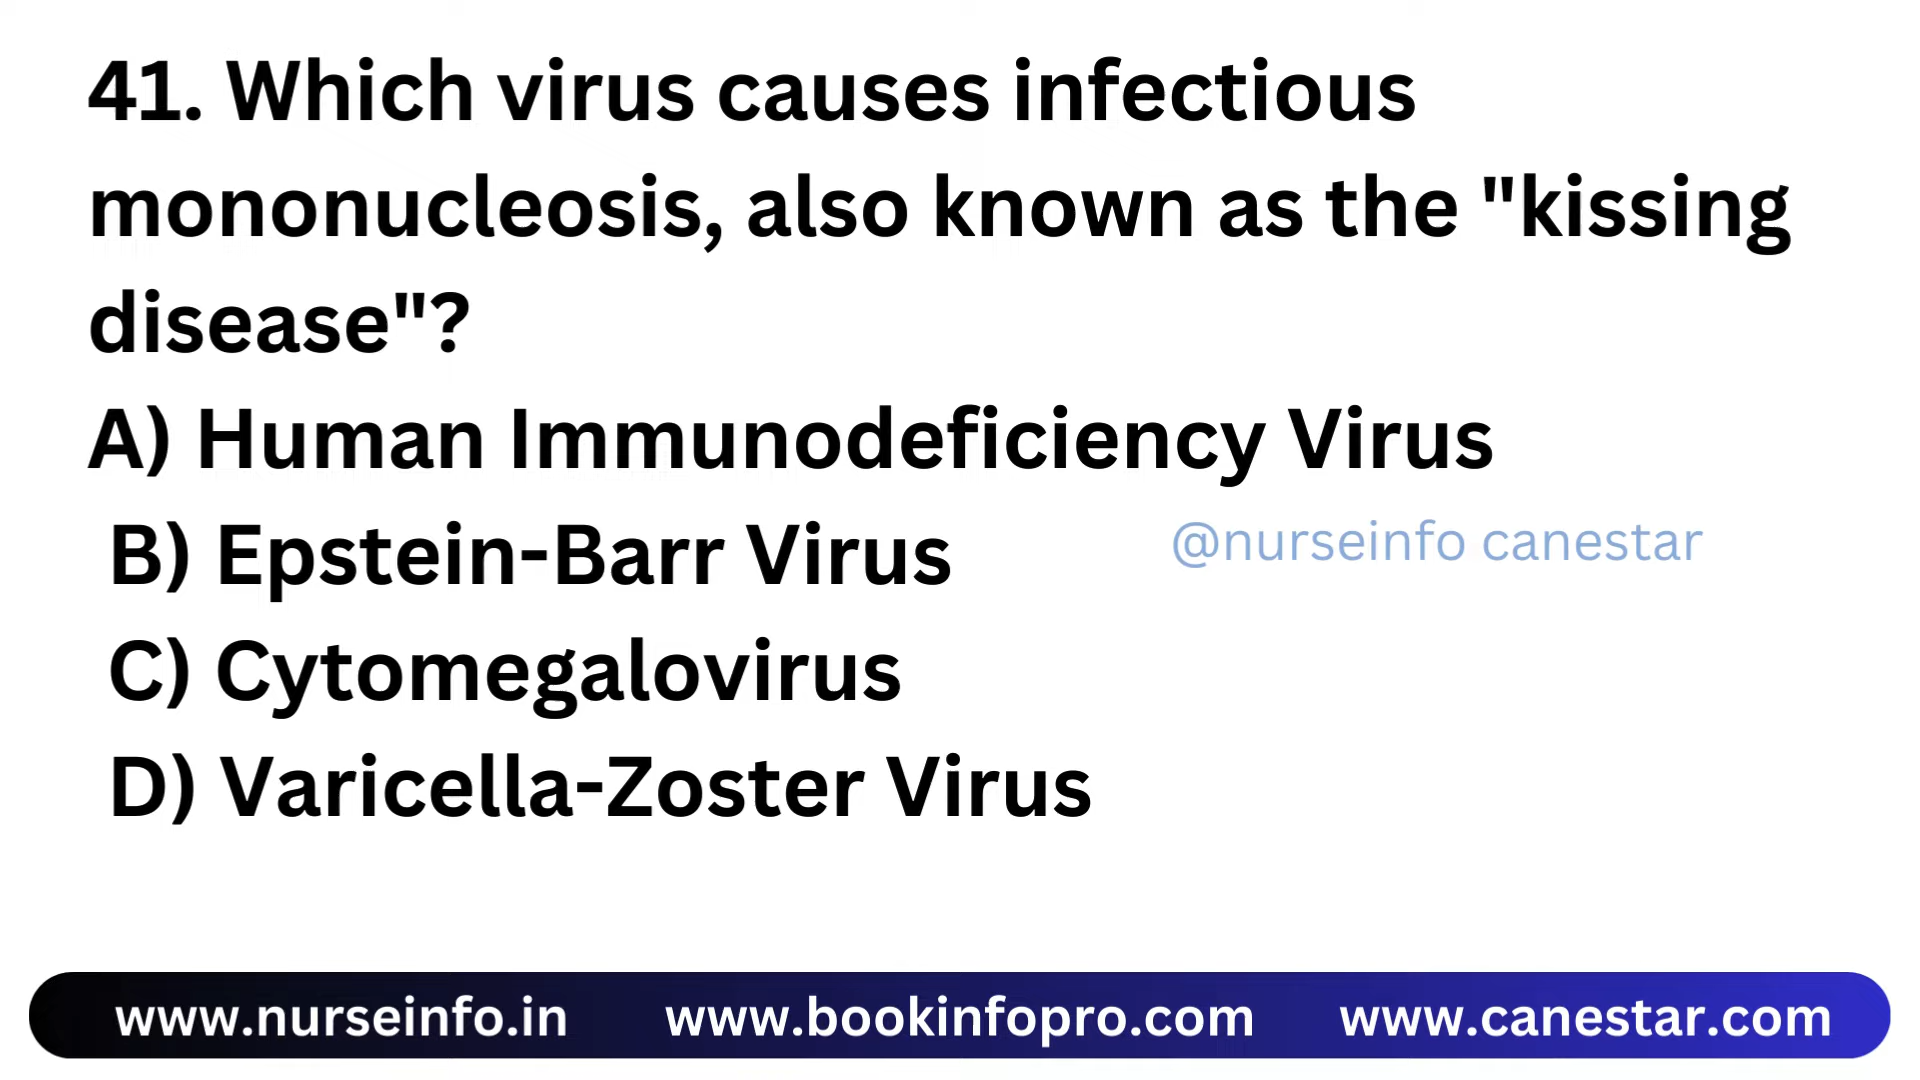 41. Which virus causes infectious
mononucleosis, also known as the "kissing
disease"?
A) Human Immunodeficiency Virus
B) Epstein-Barr Virus
@nurseinfo canestar
C) Cytomegalovirus
D) Varicella-Zoster Virus
www.nurseinfo.in www.bookinfopro.com www.canestar.com